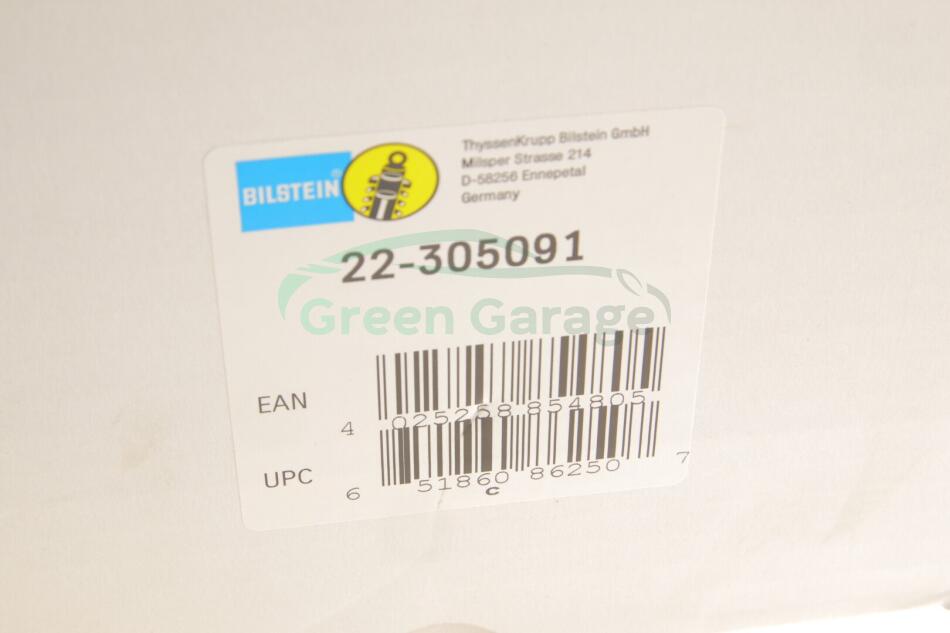 BILSTEIN®
ThyssenKrupp Bilstein GmbH
Milsper Strasse 214
D-58256 Ennepetal
Germany
22-305091
Green Garage
EAN
4 025258 854805
UPC
6 51860 86250 7
c